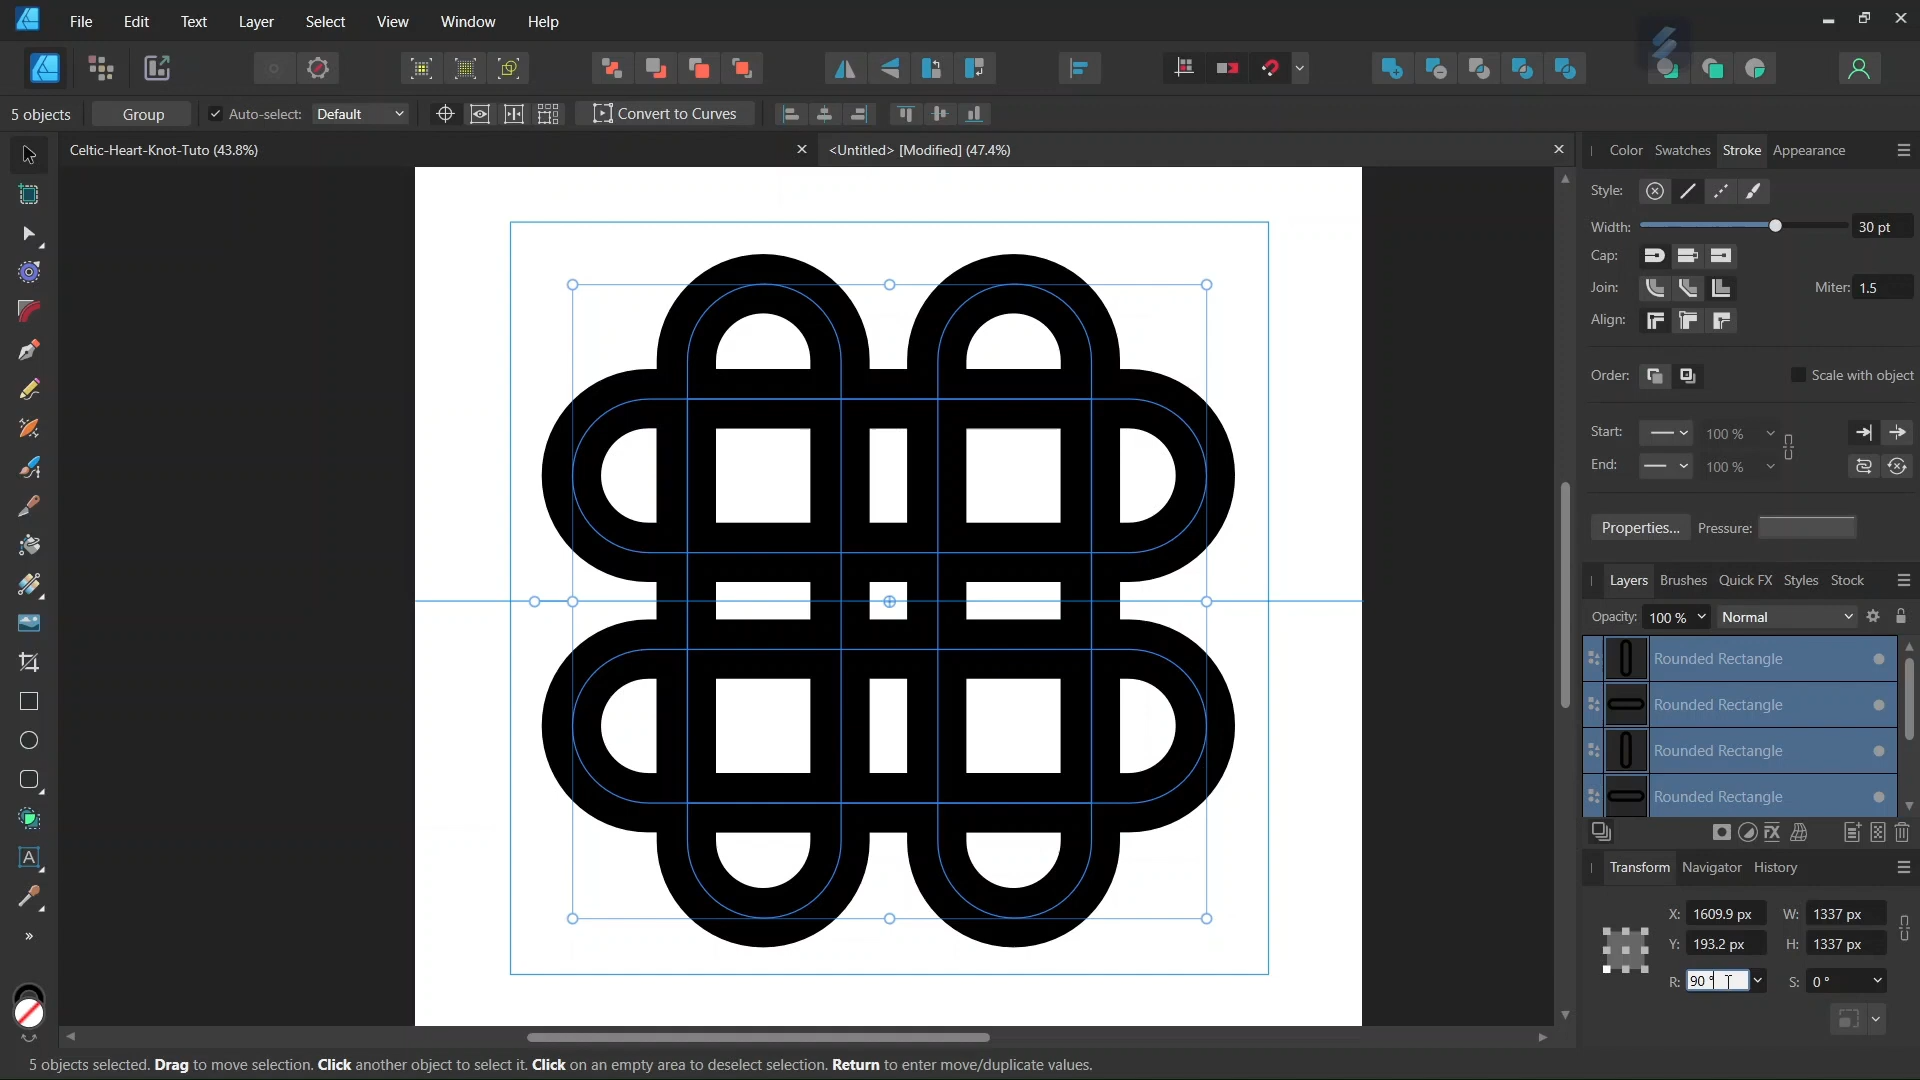 File Edit Text Layer Select View Window Help
5 objects Group Auto-select: Default Convert to Curves
Celtic-Heart-Knot-Tuto (43.8%) <Untitled> [Modified] (47.4%)
Color Swatches Stroke Appearance
Style:
Width: 30 pt
Cap:
Join: Miter: 1.5
Align:
Order: Scale with object
Start: 100 %
End: 100 %
Properties... Pressure:
Layers Brushes Quick FX Styles Stock
Opacity: 100 % Normal
Rounded Rectangle
Rounded Rectangle
Rounded Rectangle
Rounded Rectangle
Transform Navigator History
X: 1609.9 px W: 1337 px
Y: 193.2 px H: 1337 px
R: 90 ° S: 0 °
5 objects selected. Drag to move selection. Click another object to select it. Click on an empty area to deselect selection. Return to enter move/duplicate values.